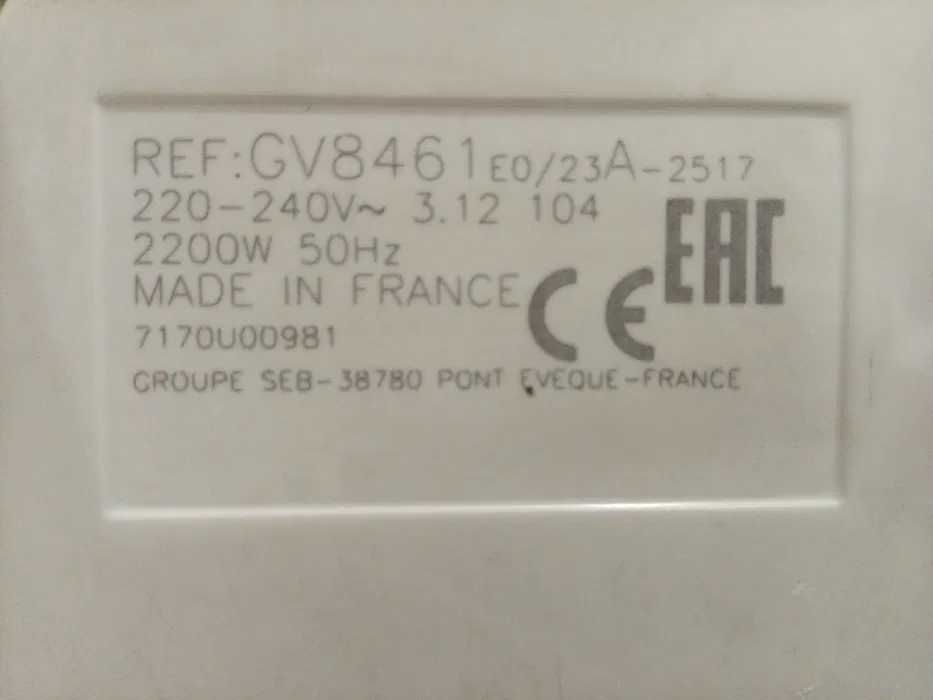 REF:GV8461E0/23A-2517
220-240V~ 3.12 104
2200W 50Hz
EAC
MADE IN FRANCE CE
7170U00981
GROUPE SEB-38780 PONT EVEQUE-FRANCE